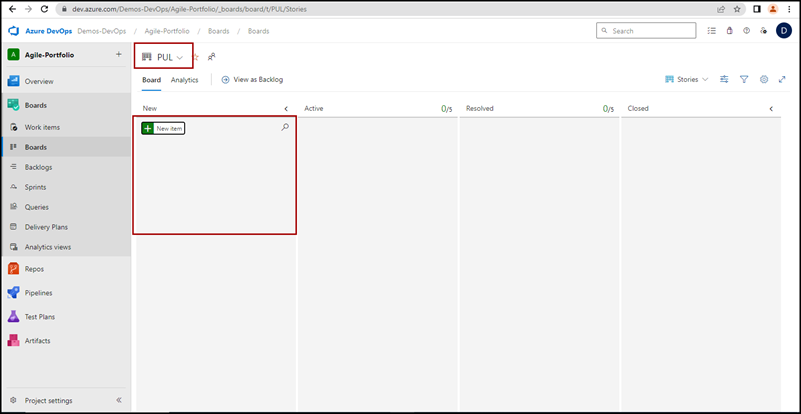 dev.azure.com/Demos-DevOps/Agile-Portfolio/_boards/board/t/PUL/Stories
Azure DevOps Demos-DevOps / Agile-Portfolio / Boards / Boards
Search
D
A Agile-Portfolio +
PUL
Overview
Board Analytics View as Backlog
Stories
Boards
New Active 0/5 Resolved 0/5 Closed
Work items
+ New item
Boards
Backlogs
Sprints
Queries
Delivery Plans
Analytics views
Repos
Pipelines
Test Plans
Artifacts
Project settings